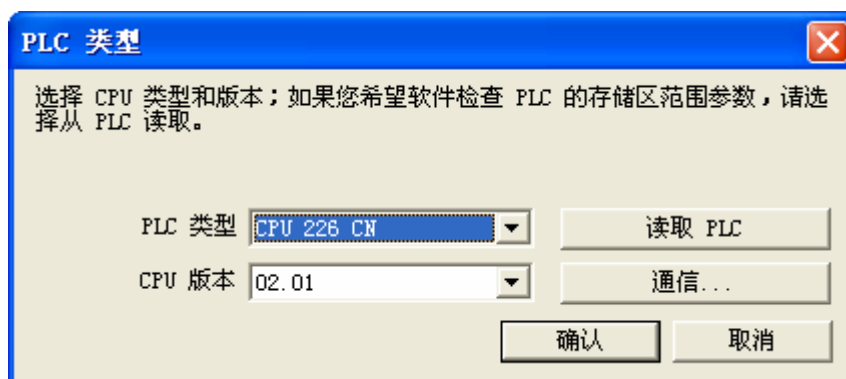 PLC 类型
选择 CPU 类型和版本；如果您希望软件检查 PLC 的存储区范围参数，请选
择从 PLC 读取。
PLC 类型 CPU 226 CN 读取 PLC
CPU 版本 02.01 通信...
确认 取消